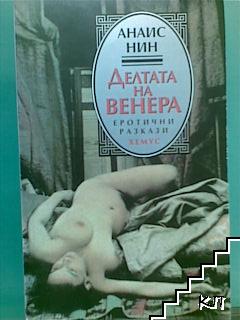 АНАИС
НИН
ДЕЛТАТА
НА
ВЕНЕРА
ЕРОТИЧНИ
РАЗКАЗИ
ХЕМУС